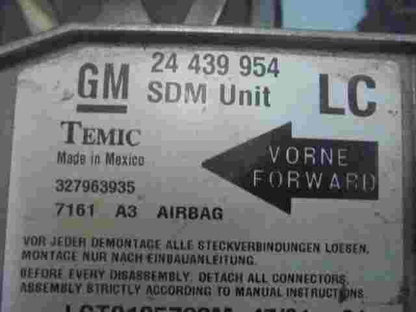 GM 24 439 954 LC
SDM Unit
TEMIC
Made in Mexico
VORNE
FORWARD
327963935
7161 A3 AIRBAG
VOR JEDER DEMONTAGE ALLE STECKVERBINDUNGEN LOESEN,
MONTAGE NUR NACH EINBAUANLEITUNG.
BEFORE EVERY DISASSEMBLY: DETACH ALL CONNECTORS,
ASSEMBLY STRICTLY ACCORDING TO MANUAL INSTRUCTIONS